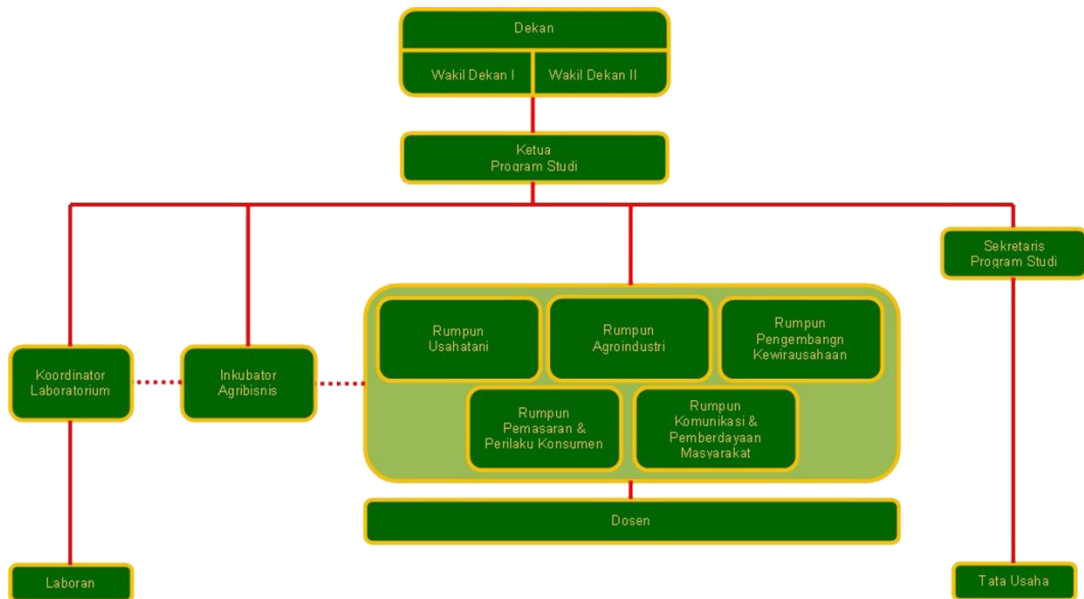 Dekan
Wakil Dekan I
Wakil Dekan II
Ketua
Program Studi
Sekretaris
Program Studi
Rumpun
Usahatani
Rumpun
Agroindustri
Rumpun
Pengembangn
Kewirausahaan
Koordinator
Laboratorium
Inkubator
Agribisnis
Rumpun
Pemasaran &
Perilaku Konsumen
Rumpun
Komunikasi &
Pemberdayaan
Masyarakat
Dosen
Laboran
Tata Usaha